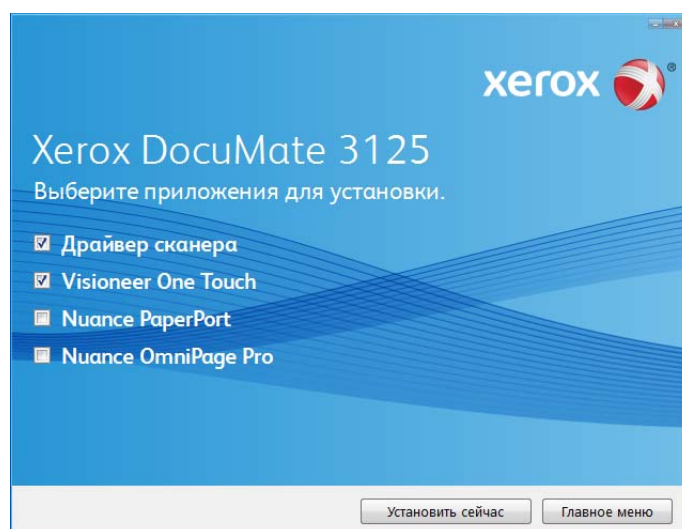 xerox
Xerox DocuMate 3125
Выберите приложения для установки.
Драйвер сканера
Visioneer One Touch
Nuance PaperPort
Nuance OmniPage Pro
Установить сейчас
Главное меню